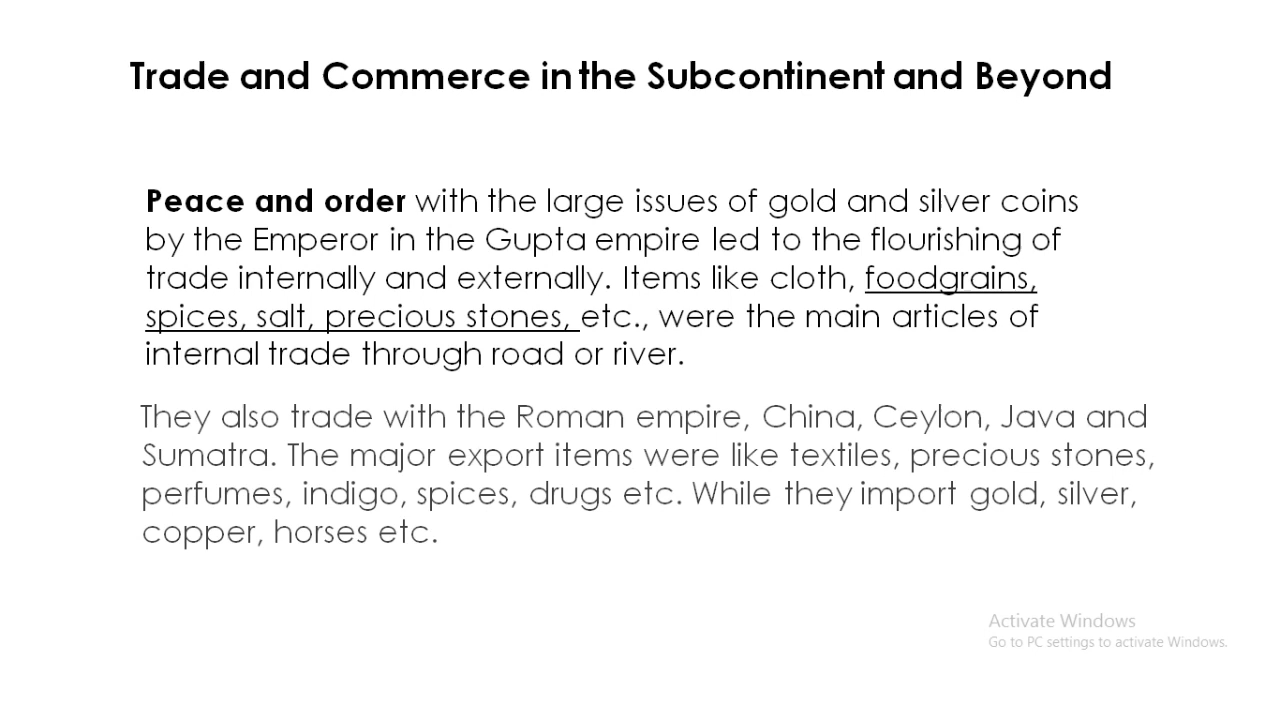 Trade and Commerce in the Subcontinent and Beyond
Peace and order with the large issues of gold and silver coins
by the Emperor in the Gupta empire led to the flourishing of
trade internally and externally. Items like cloth, foodgrains,
spices, salt, precious stones, etc., were the main articles of
internal trade through road or river.
They also trade with the Roman empire, China, Ceylon, Java and
Sumatra. The major export items were like textiles, precious stones,
perfumes, indigo, spices, drugs etc. While they import gold, silver,
copper, horses etc.
Activate Windows
Go to PC settings to activate Windows.